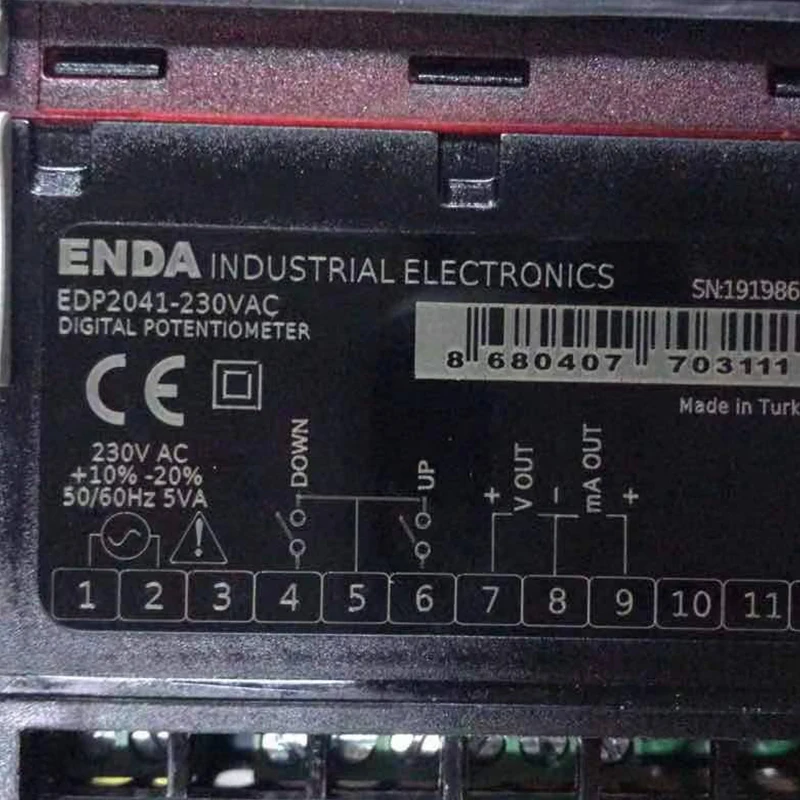 ENDA INDUSTRIAL ELECTRONICS
EDP2041-230VAC
DIGITAL POTENTIOMETER
SN:191986
8 680407 703111
CE
Made in Turk
230V AC
+10% -20%
50/60Hz 5VA
DOWN
UP
+ V OUT − mA OUT +
1 2 3 4 5 6 7 8 9 10 11